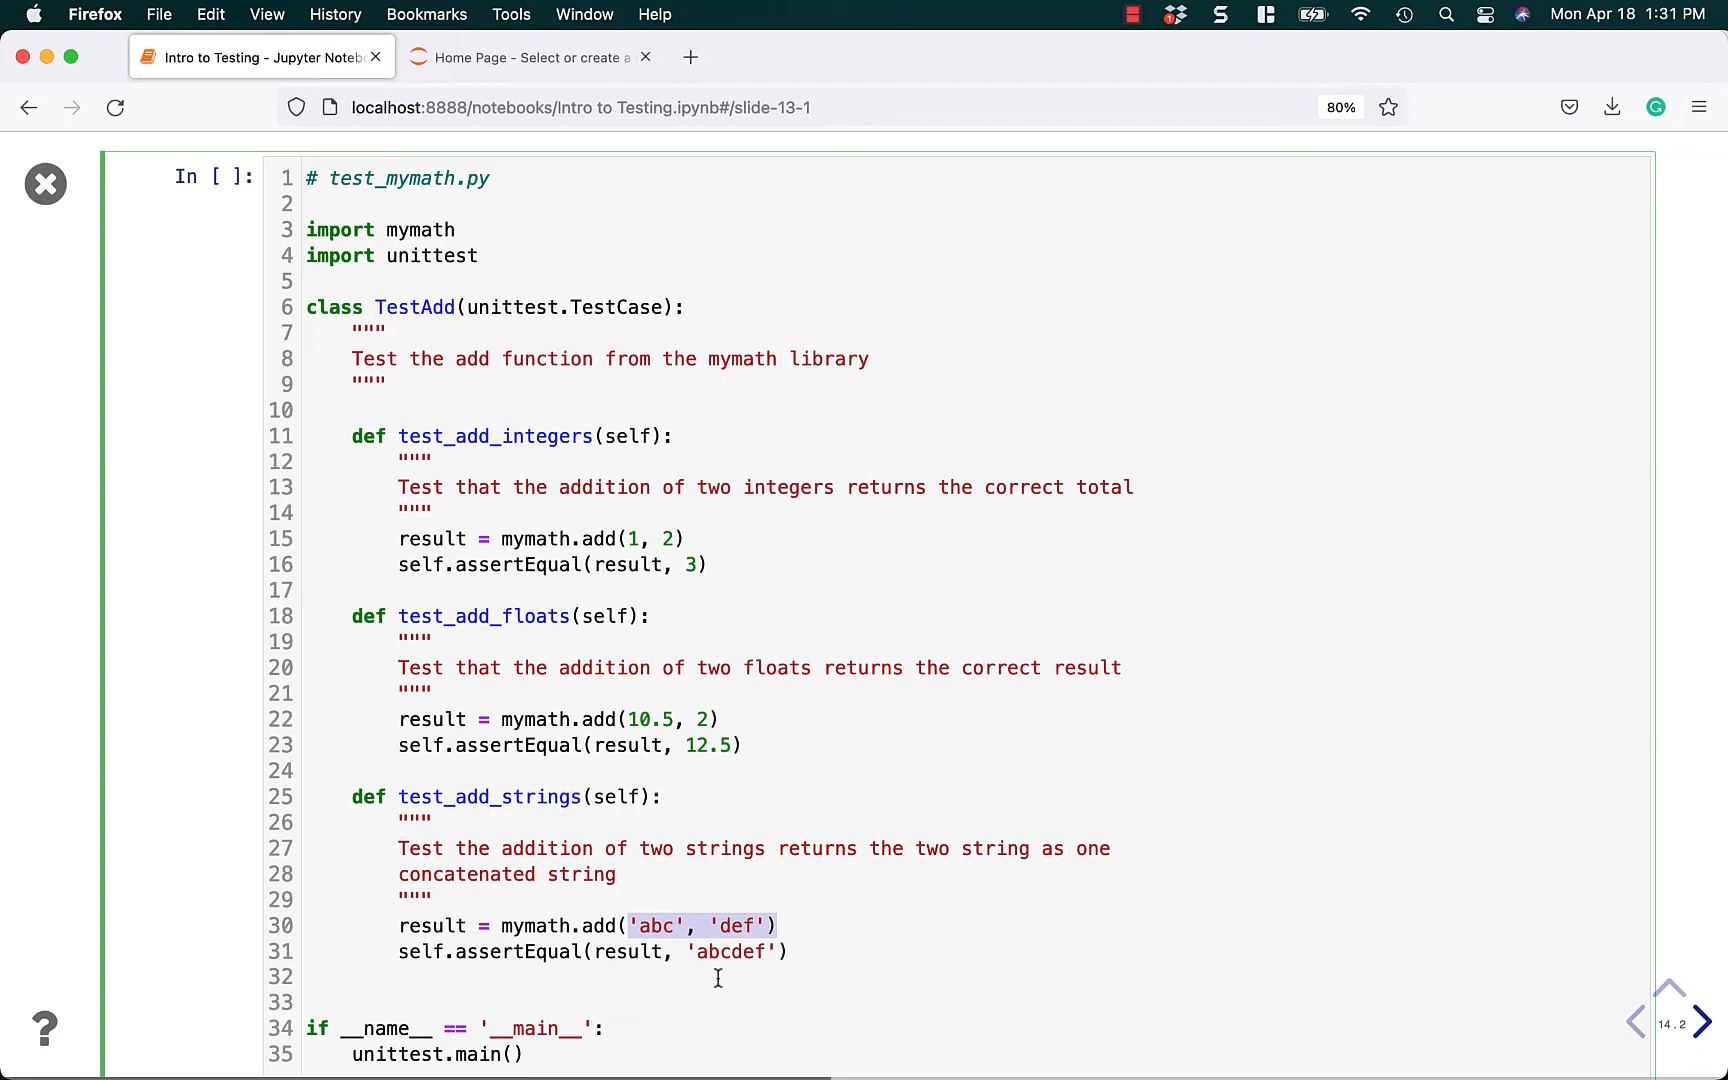 Firefox File Edit View History Bookmarks Tools Window Help Mon Apr 18 1:31 PM
Intro to Testing - Jupyter Noteb Home Page - Select or create a
localhost:8888/notebooks/Intro to Testing.ipynb#/slide-13-1 80%
In [ ]:
1 # test_mymath.py
2
3 import mymath
4 import unittest
5
6 class TestAdd(unittest.TestCase):
7     """
8     Test the add function from the mymath library
9     """
10
11     def test_add_integers(self):
12         """
13         Test that the addition of two integers returns the correct total
14         """
15         result = mymath.add(1, 2)
16         self.assertEqual(result, 3)
17
18     def test_add_floats(self):
19         """
20         Test that the addition of two floats returns the correct result
21         """
22         result = mymath.add(10.5, 2)
23         self.assertEqual(result, 12.5)
24
25     def test_add_strings(self):
26         """
27         Test the addition of two strings returns the two string as one
28         concatenated string
29         """
30         result = mymath.add('abc', 'def')
31         self.assertEqual(result, 'abcdef')
32
33
34 if __name__ == '__main__':
35     unittest.main()
14.2